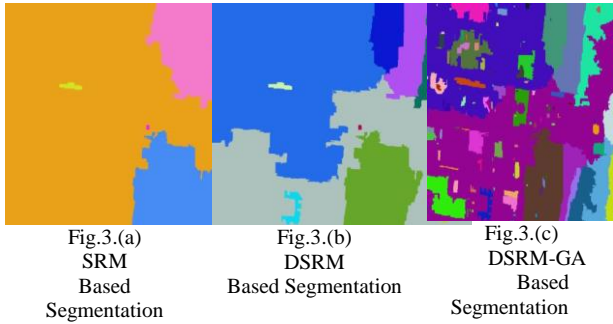 Fig.3.(a)
SRM
Based
Segmentation
Fig.3.(b)
DSRM
Based Segmentation
Fig.3.(c)
DSRM-GA
Based
Segmentation